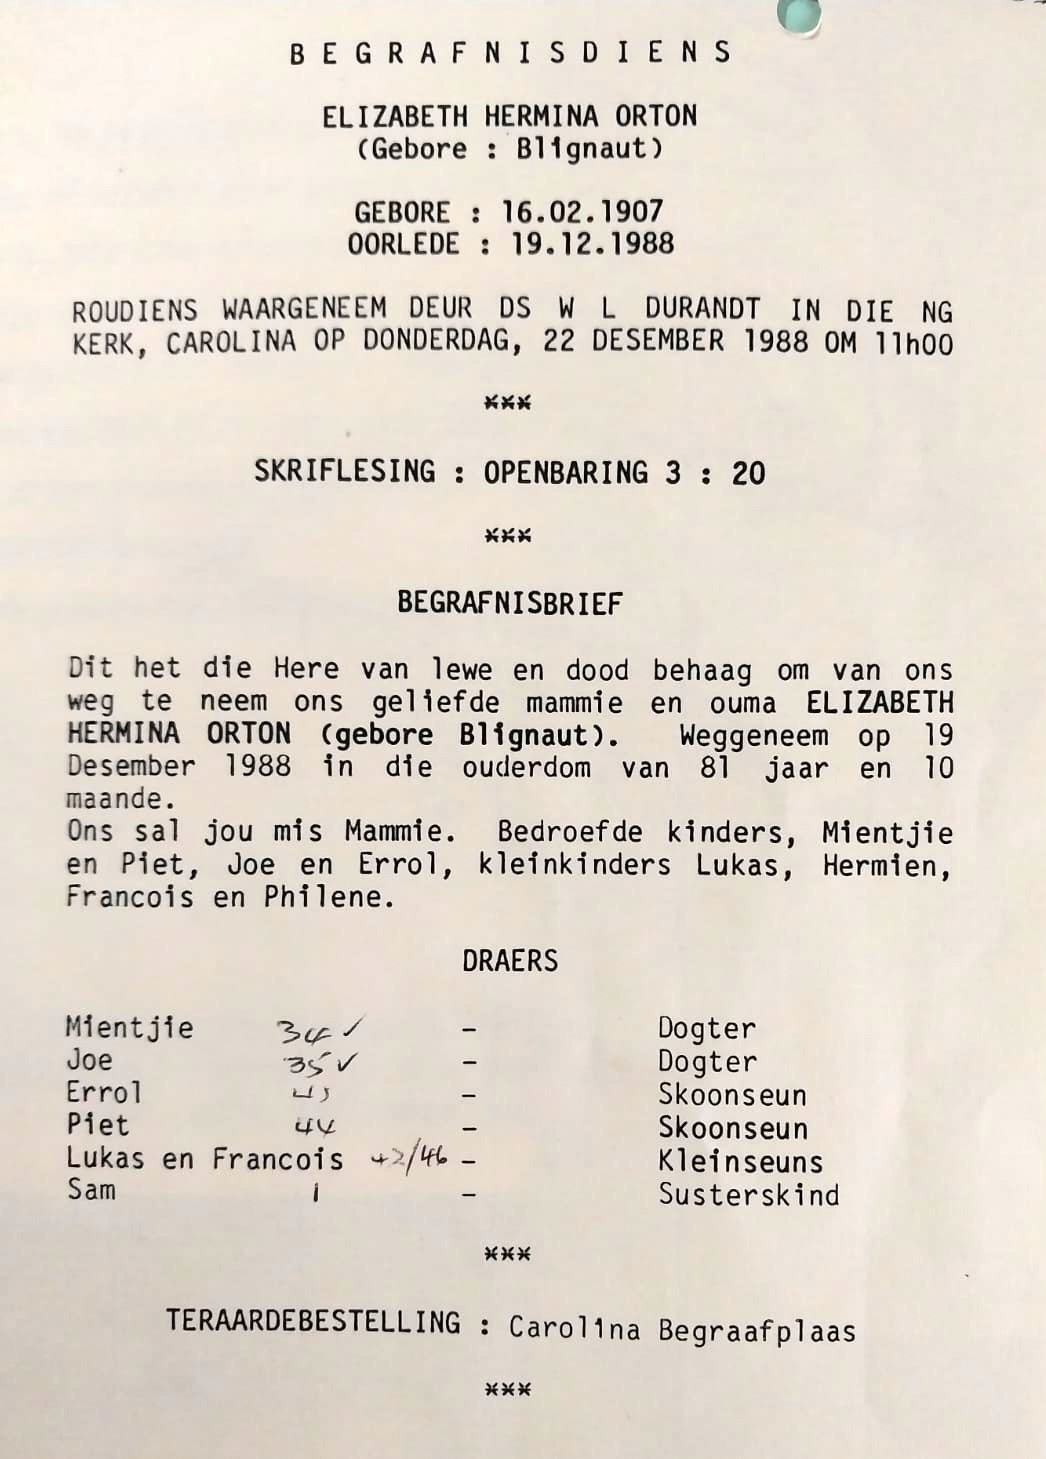 BEGRAFNISDIENS
ELIZABETH HERMINA ORTON
(Gebore : Blignaut)
GEBORE : 16.02.1907
OORLEDE : 19.12.1988
ROUDIENS WAARGENEEM DEUR DS W L DURANDT IN DIE NG
KERK, CAROLINA OP DONDERDAG, 22 DESEMBER 1988 OM 11h00
***
SKRIFLESING : OPENBARING 3 : 20
***
BEGRAFNISBRIEF
Dit het die Here van lewe en dood behaag om van ons
weg te neem ons geliefde mammie en ouma ELIZABETH
HERMINA ORTON (gebore Blignaut). Weggeneem op 19
Desember 1988 in die ouderdom van 81 jaar en 10
maande.
Ons sal jou mis Mammie. Bedroefde kinders, Mientjie
en Piet, Joe en Errol, kleinkinders Lukas, Hermien,
Francois en Philene.
DRAERS
Mientjie 34 ✓ - Dogter
Joe 35 ✓ - Dogter
Errol - Skoonseun
Piet 44 - Skoonseun
Lukas en Francois 42/46 - Kleinseuns
Sam 1 - Susterskind
***
TERAARDEBESTELLING : Carolina Begraafplaas
***